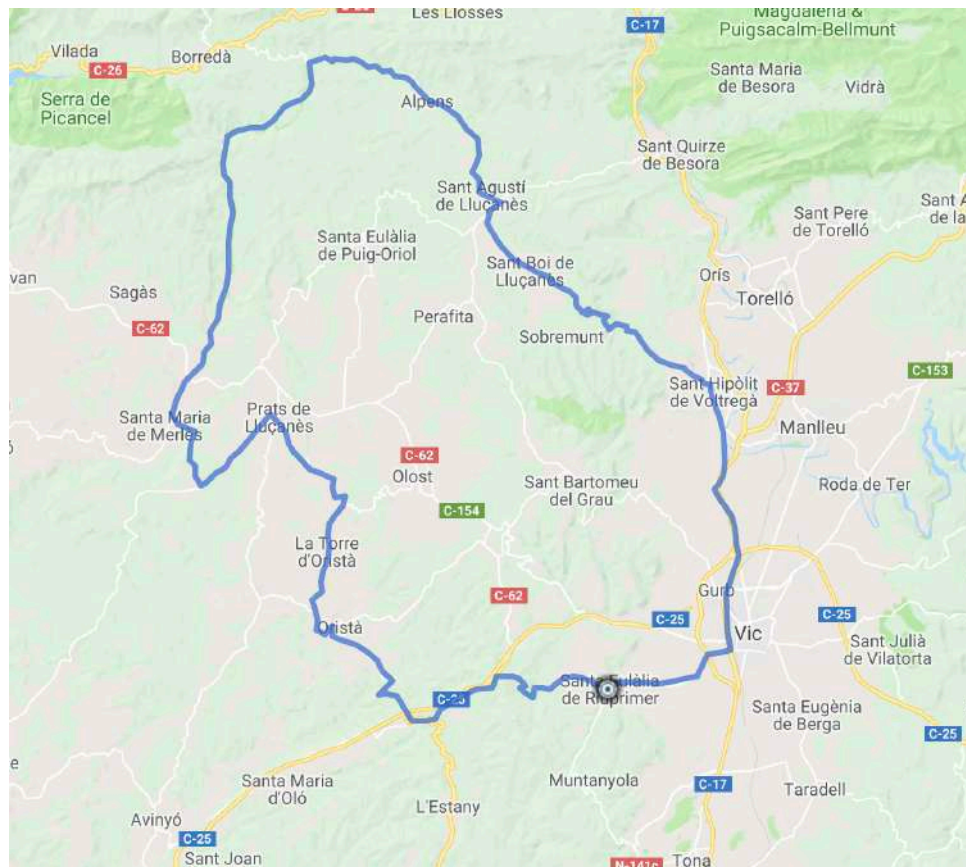 Les Llosses
C-17
Magdalena &
Puigsacalm-Bellmunt
Vilada
Borredà
C-26
Serra de
Picancel
Alpens
Santa Maria
de Besora
Vidrà
Sant Quirze
de Besora
Sant Agustí
de Lluçanès
Sant Pere
de Torelló
Sant A
de la
Santa Eulàlia
de Puig-Oriol
Sant Boi de
Lluçanès
Orís
Torelló
van
Sagàs
C-62
Perafita
Sobremunt
C-153
Sant Hipòlit
de Voltregà
C-37
Santa Maria
de Merlès
Prats de
Lluçanès
Manlleu
C-62
Olost
Sant Bartomeu
del Grau
Roda de Ter
C-154
La Torre
d'Oristà
Gurb
C-62
C-25
C-25
Oristà
Vic
Sant Julià
de Vilatorta
Santa Eulàlia
de Riuprimer
C-25
Santa Eugènia
de Berga
C-25
e
Santa Maria
d'Oló
Muntanyola
C-17
Taradell
L'Estany
Avinyó
C-25
Sant Joan
N-141c
Tona